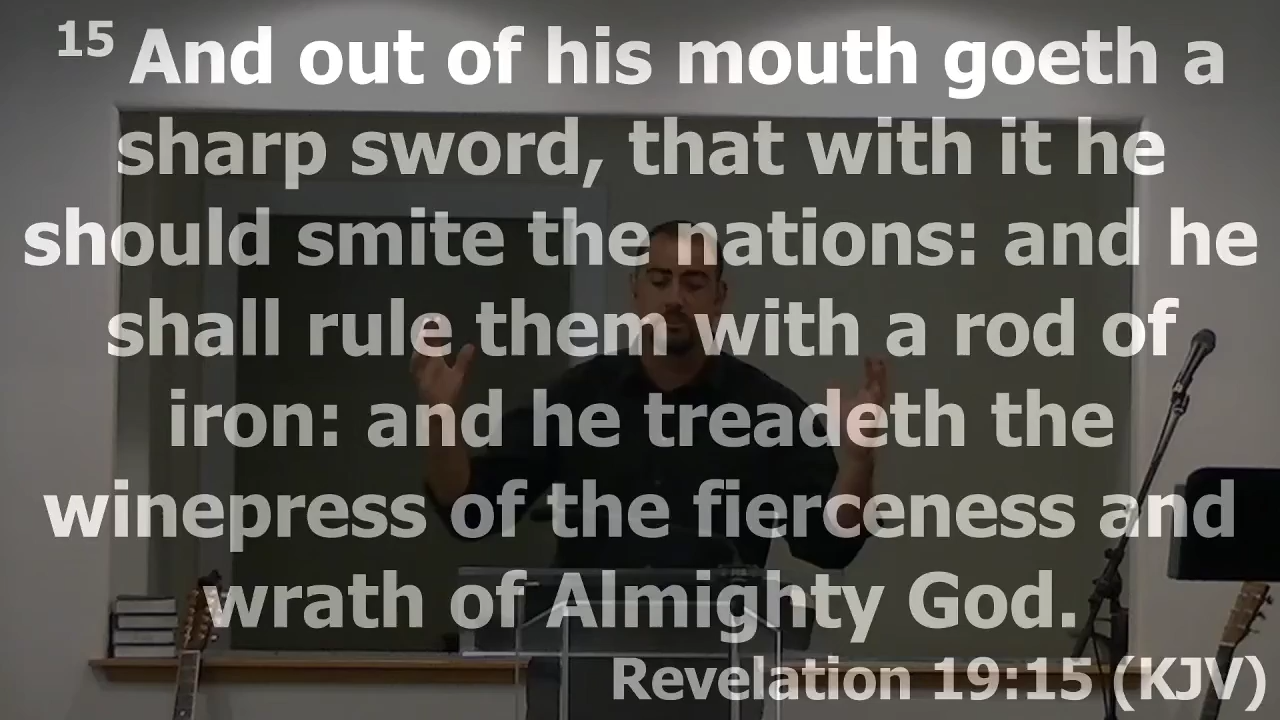 15 And out of his mouth goeth a
sharp sword, that with it he
should smite the nations: and he
shall rule them with a rod of
iron: and he treadeth the
winepress of the fierceness and
wrath of Almighty God.
Revelation 19:15 (KJV)